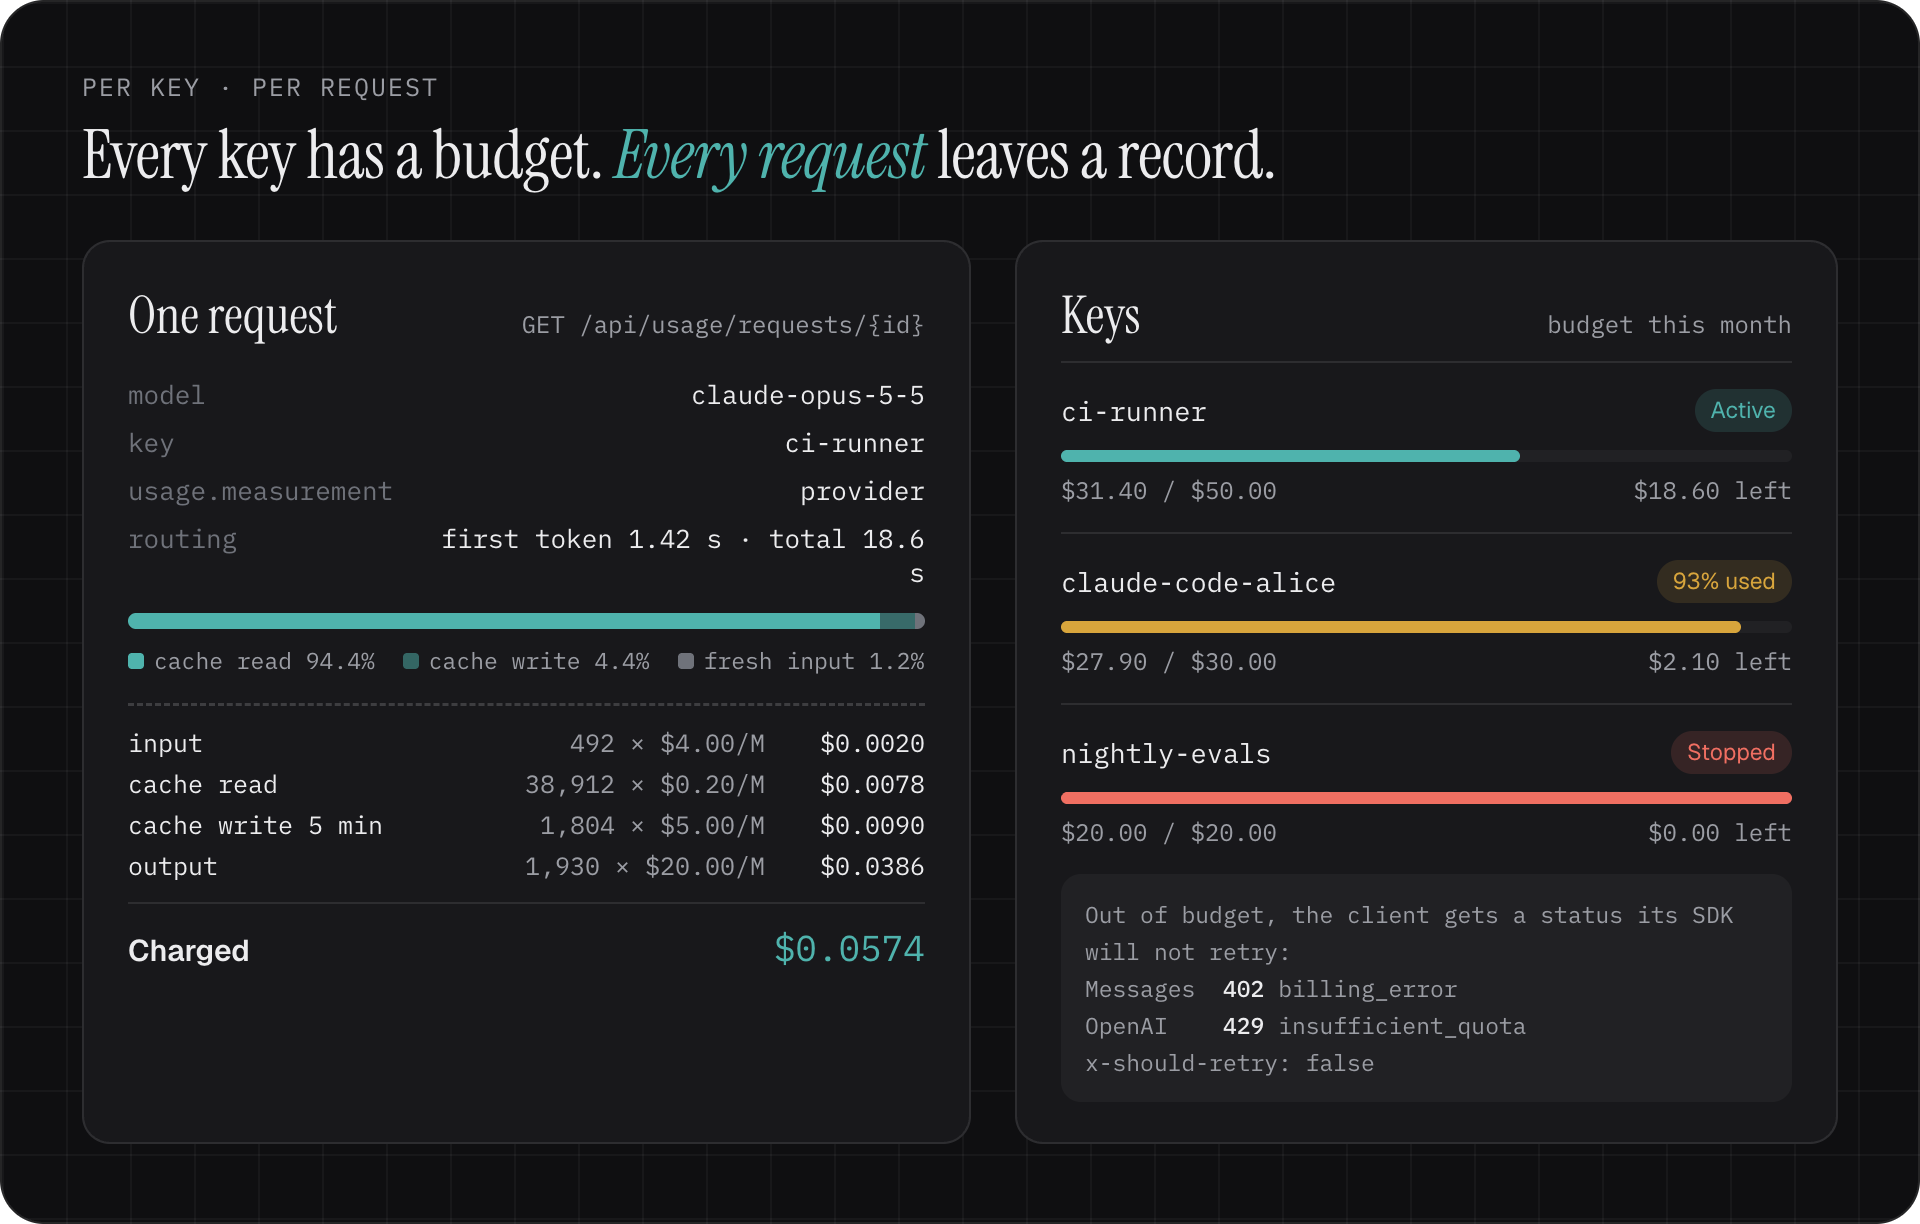 PER KEY · PER REQUEST
Every key has a budget. Every request leaves a record.
One request
GET /api/usage/requests/{id}
model claude-opus-5-5
key ci-runner
usage.measurement provider
routing first token 1.42 s · total 18.6
s
cache read 94.4% cache write 4.4% fresh input 1.2%
input 492 × $4.00/M $0.0020
cache read 38,912 × $0.20/M $0.0078
cache write 5 min 1,804 × $5.00/M $0.0090
output 1,930 × $20.00/M $0.0386
Charged $0.0574
Keys
budget this month
ci-runner Active
$31.40 / $50.00 $18.60 left
claude-code-alice 93% used
$27.90 / $30.00 $2.10 left
nightly-evals Stopped
$20.00 / $20.00 $0.00 left
Out of budget, the client gets a status its SDK
will not retry:
Messages 402 billing_error
OpenAI 429 insufficient_quota
x-should-retry: false